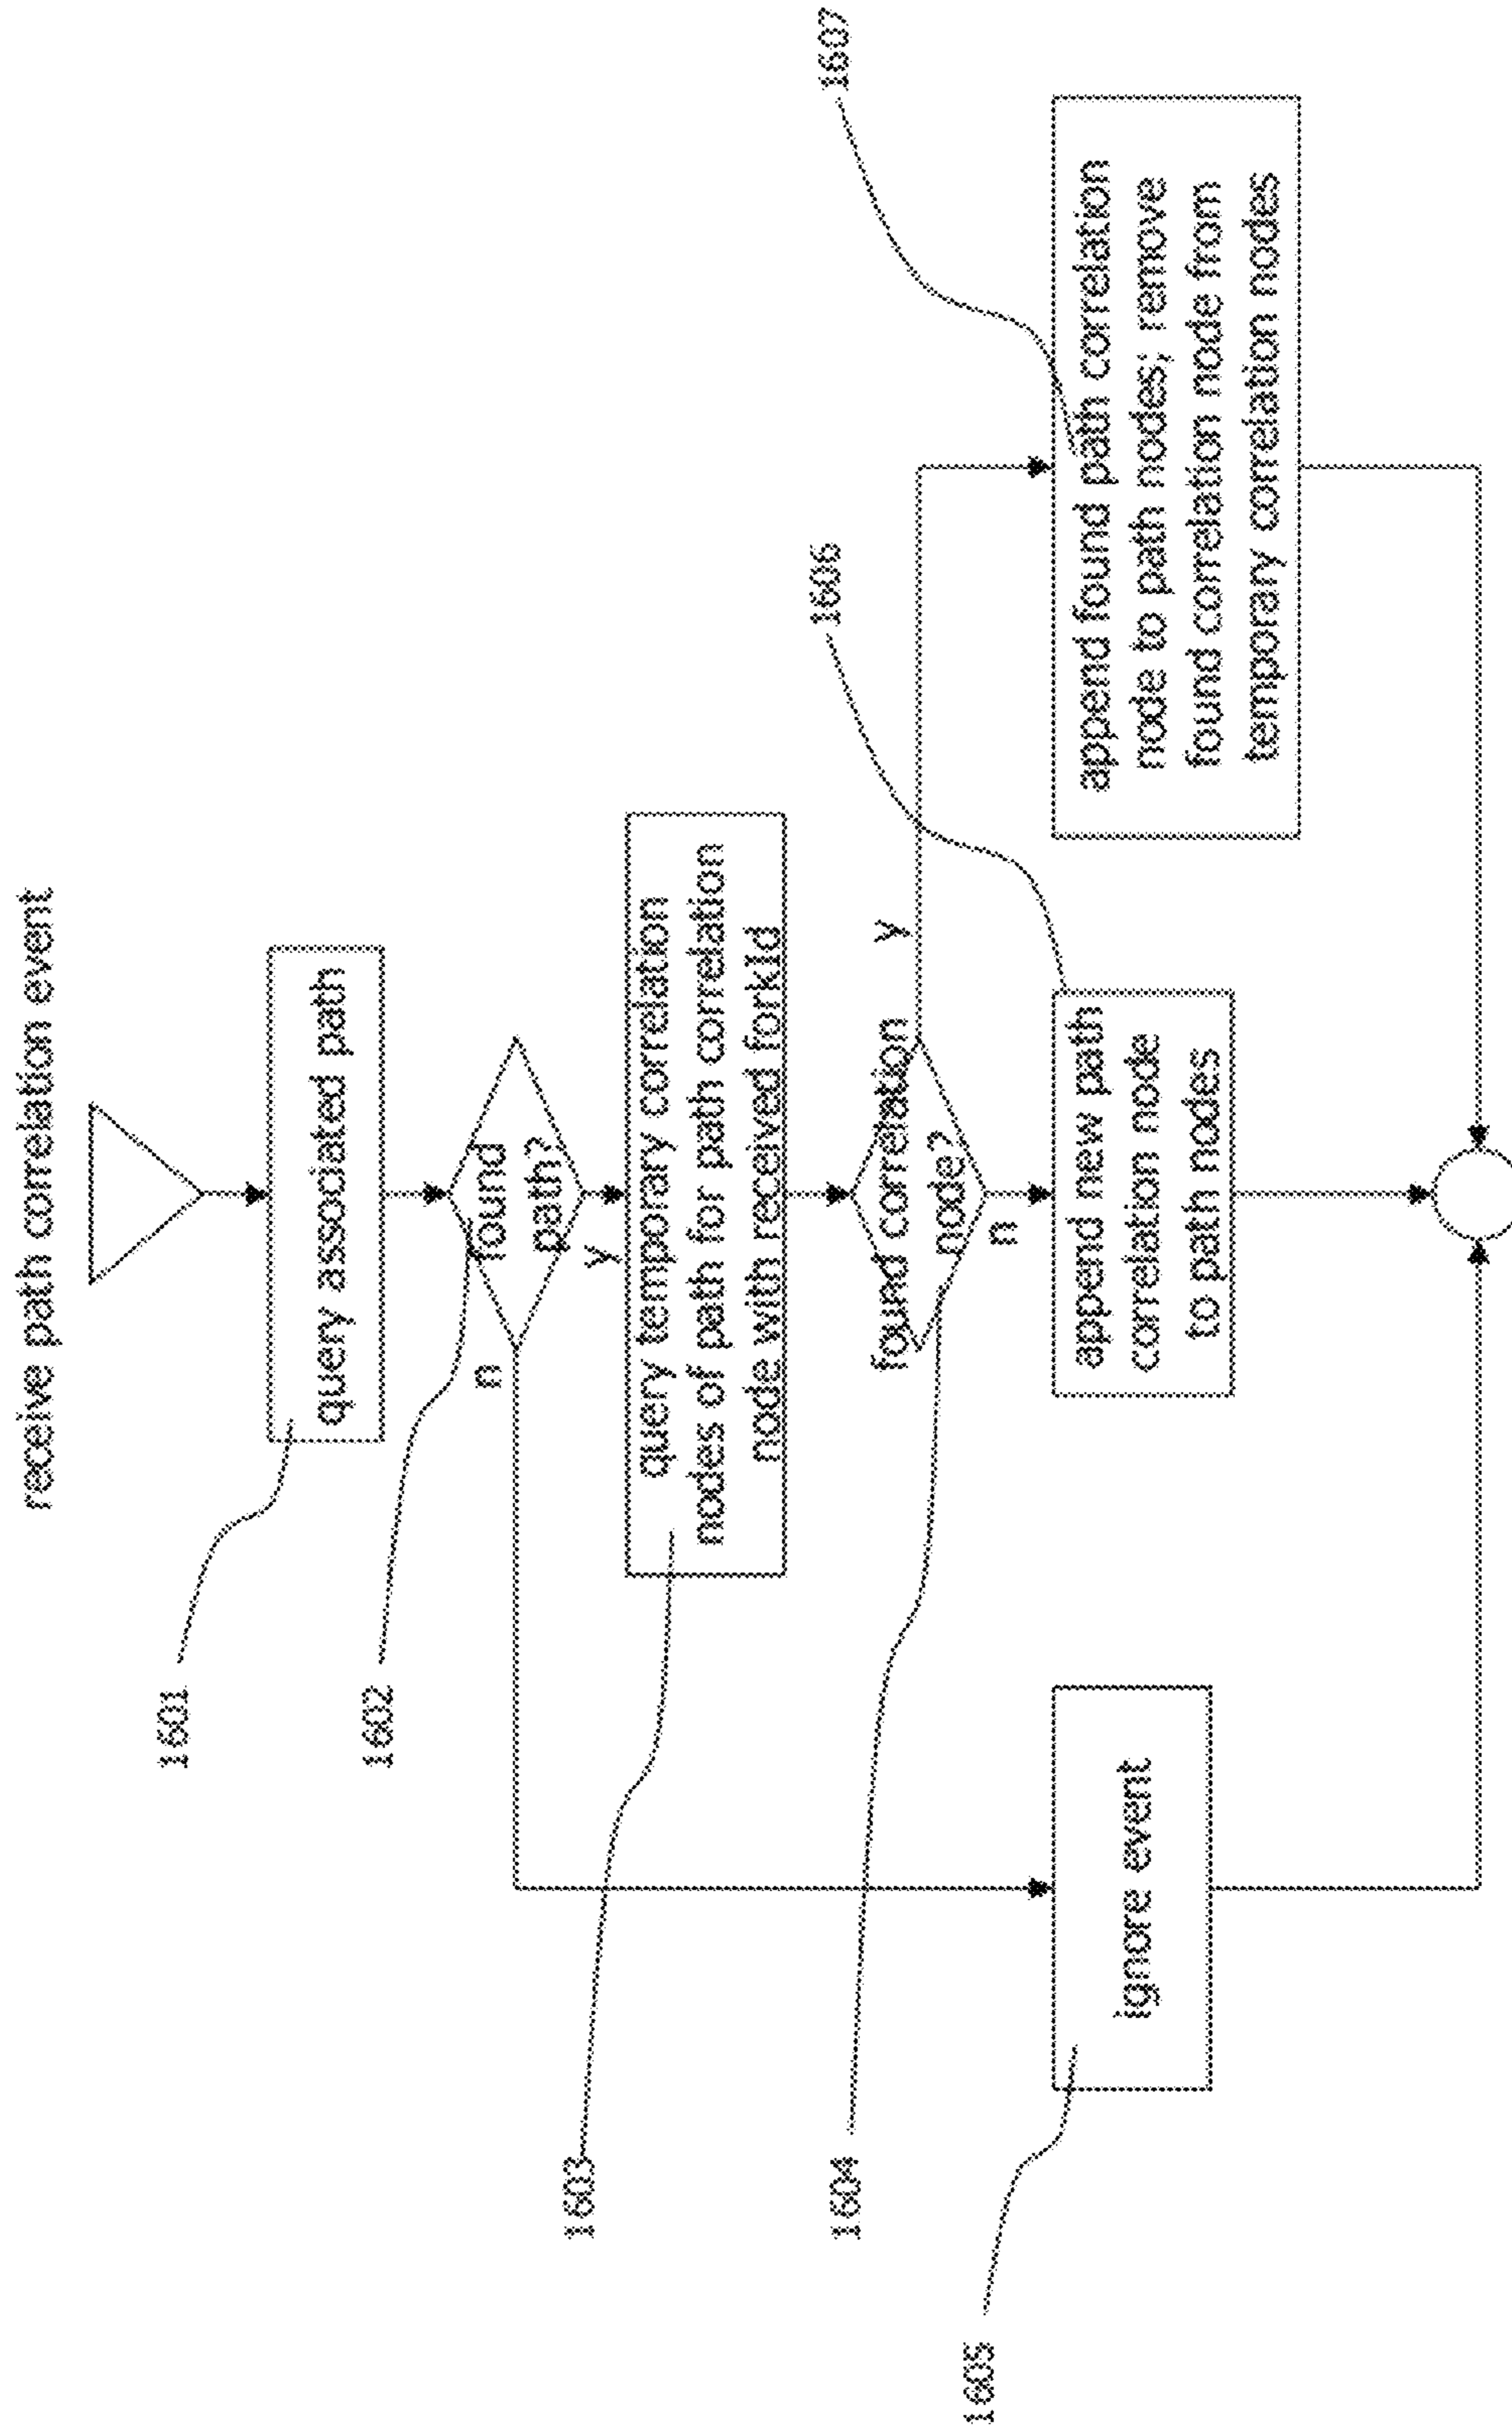 receive path correlation event
1601
query associated path
1602
found
path?
n
y
1603
query temporary correlation
nodes of path for path correlation
node with received forkId
1604
found correlation
node?
y
n
1605
ignore event
1606
append new path
correlation node
to path nodes
1607
append found path correlation
node to path nodes; remove
found correlation node from
temporary correlation nodes